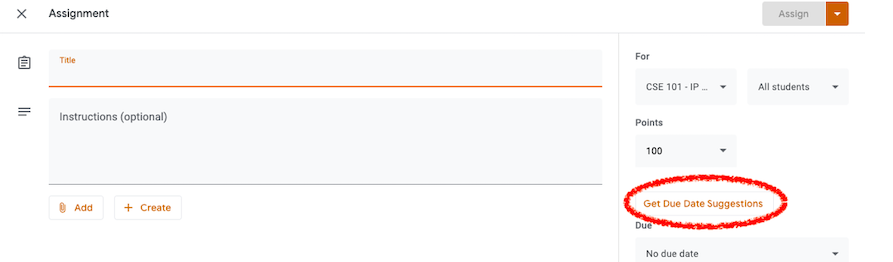 Assignment
Assign
Title
Instructions (optional)
Add
Create
For
CSE 101 - IP ...
All students
Points
100
Get Due Date Suggestions
Due
No due date